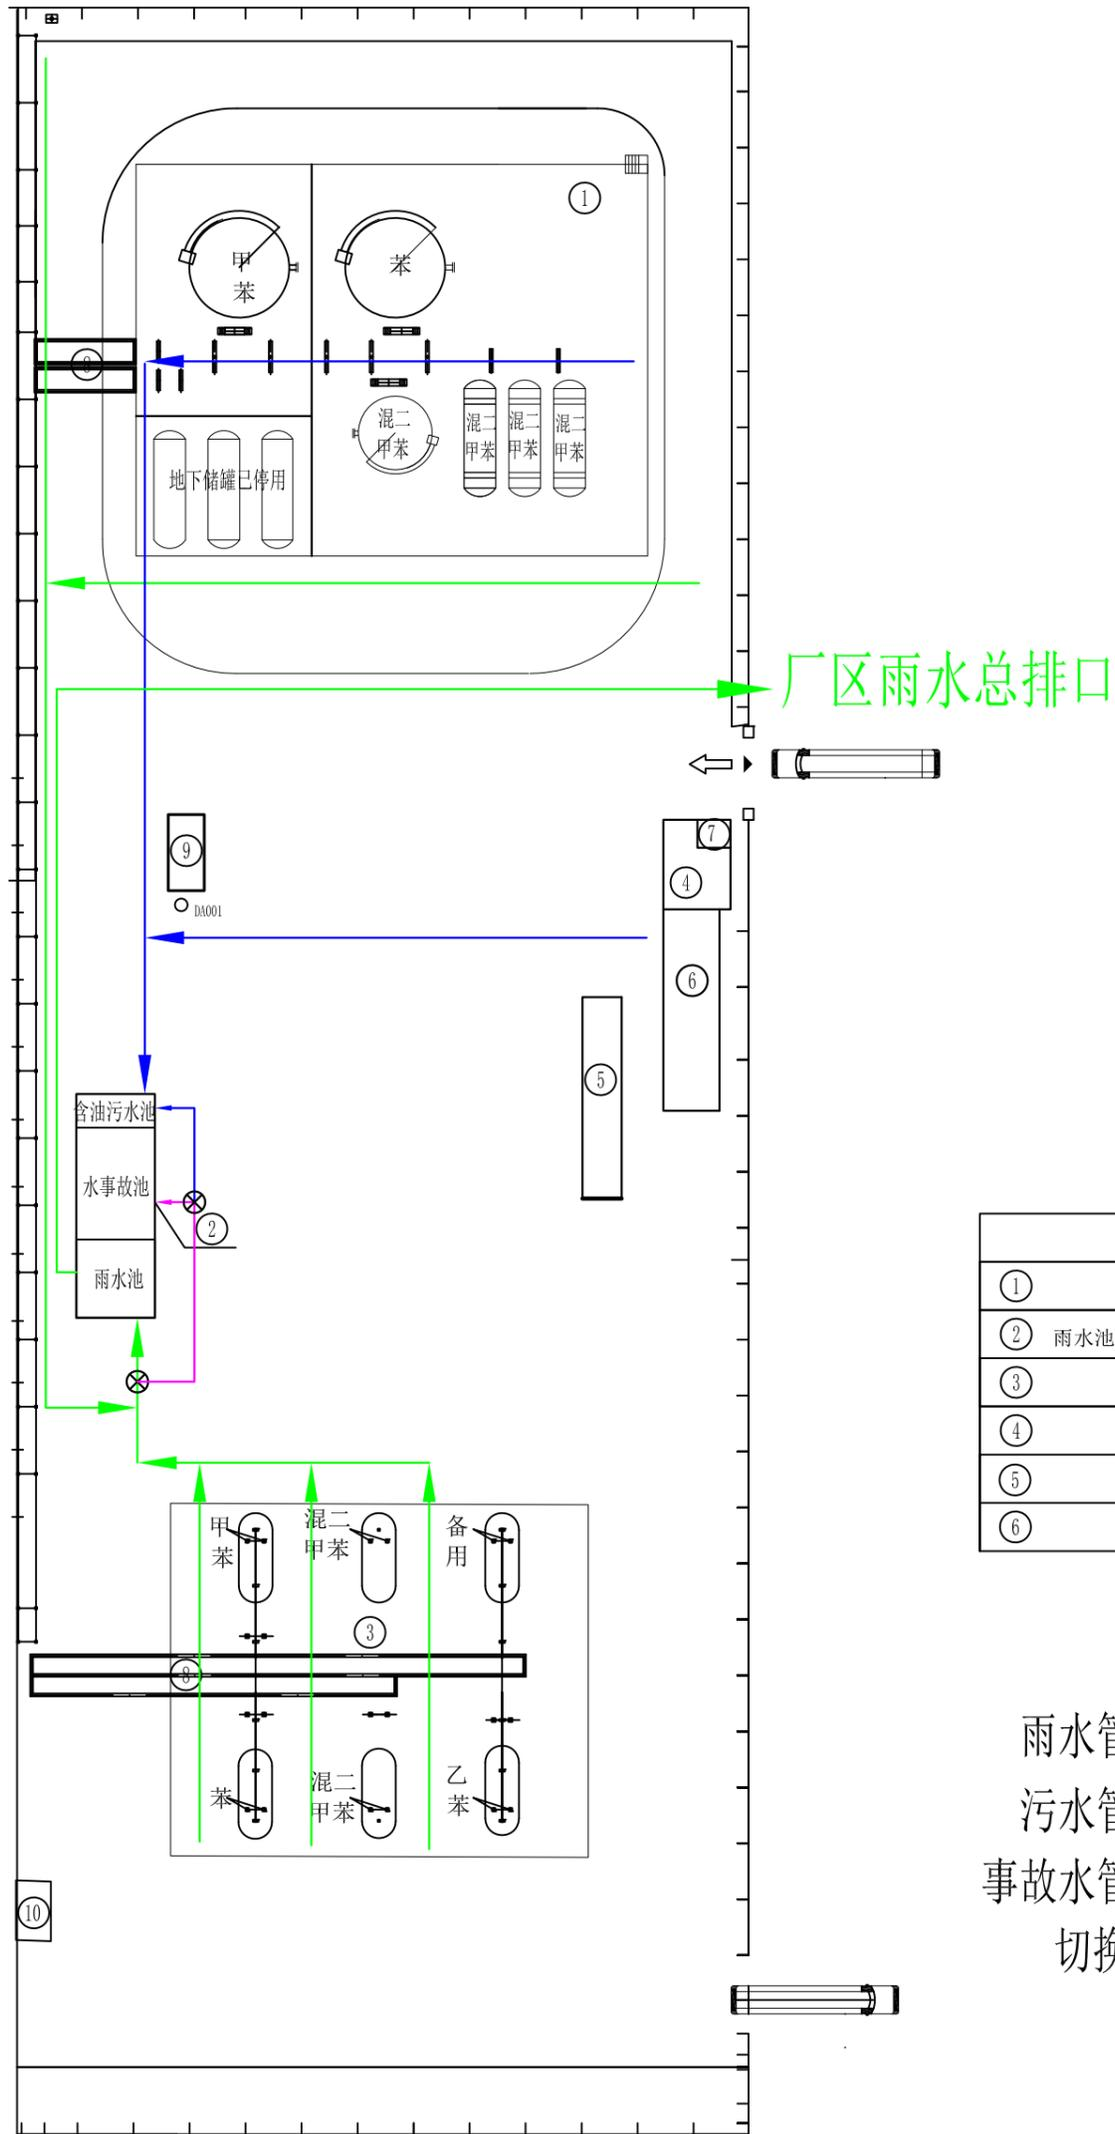 ①
甲
苯
苯
⑧
混二
甲苯
混二
甲苯
混二
甲苯
混二
甲苯
地下储罐已停用
厂区雨水总排口
⑦
④
⑨
DA001
⑥
⑤
含油污水池
水事故池
②
雨水池
①
② 雨水池
③
④
⑤
⑥
甲
苯
混二
甲苯
备
用
③
⑧
苯
混二
甲苯
乙
苯
雨水管
污水管
事故水管
切换
⑩